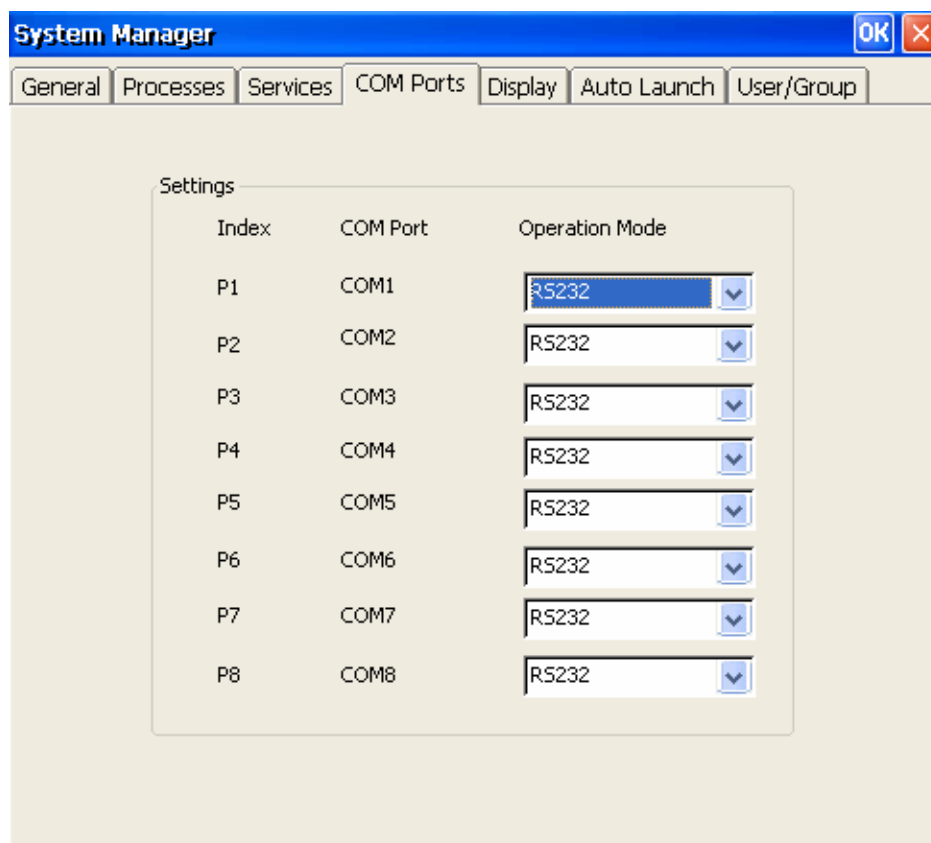 System Manager OK
General Processes Services COM Ports Display Auto Launch User/Group
Settings
Index COM Port Operation Mode
P1 COM1 RS232
P2 COM2 RS232
P3 COM3 RS232
P4 COM4 RS232
P5 COM5 RS232
P6 COM6 RS232
P7 COM7 RS232
P8 COM8 RS232